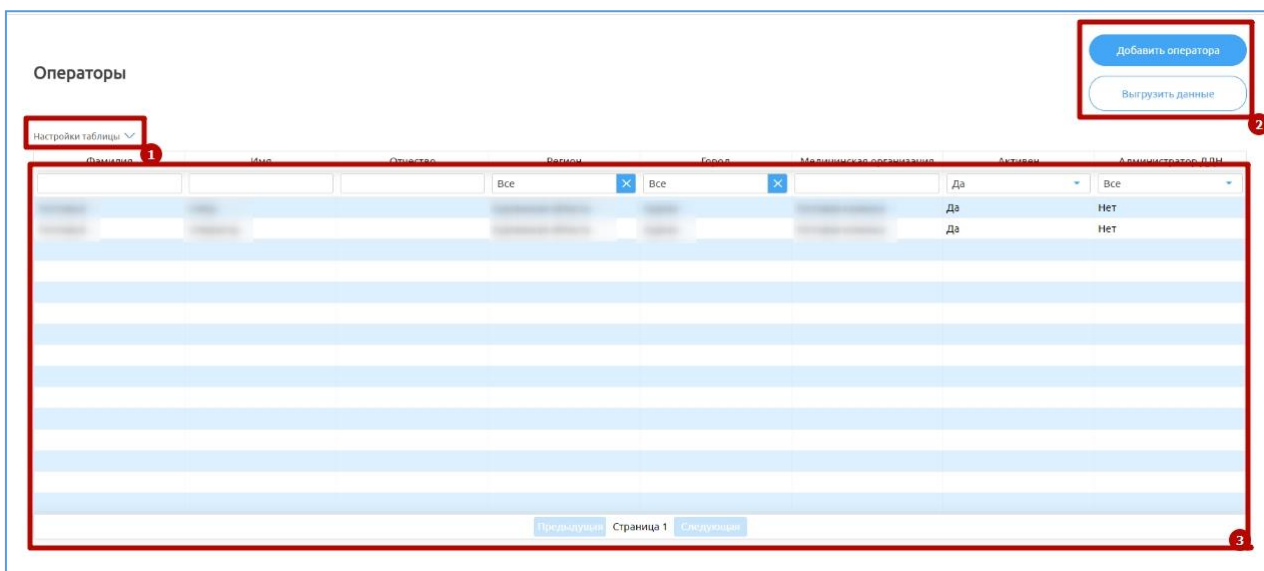 Добавить оператора
Операторы
Выгрузить данные
2
Настройки таблицы
1
Фамилия Имя Отчество Регион Город Медицинская организация Активен Администратор ЛДН
Все Все Да Все
Да Нет
Да Нет
Предыдущая Страница 1 Следующая
3